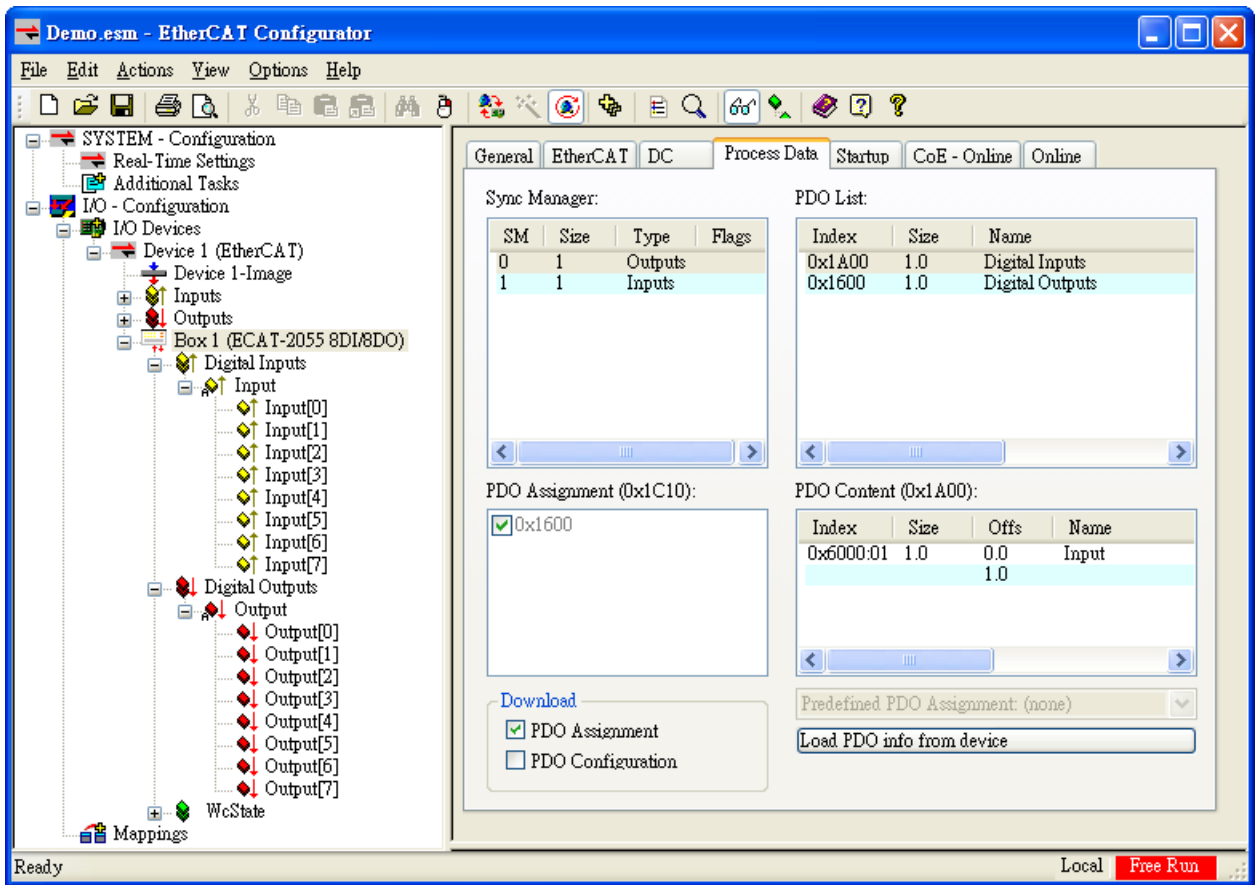 Demo.esm - EtherCAT Configurator
File Edit Actions View Options Help
SYSTEM - Configuration
Real-Time Settings
Additional Tasks
I/O - Configuration
I/O Devices
Device 1 (EtherCAT)
Device 1-Image
Inputs
Outputs
Box 1 (ECAT-2055 8DI/8DO)
Digital Inputs
Input
Input[0]
Input[1]
Input[2]
Input[3]
Input[4]
Input[5]
Input[6]
Input[7]
Digital Outputs
Output
Output[0]
Output[1]
Output[2]
Output[3]
Output[4]
Output[5]
Output[6]
Output[7]
WcState
Mappings
General EtherCAT DC Process Data Startup CoE - Online Online
Sync Manager:
SM Size Type Flags
0 1 Outputs
1 1 Inputs
PDO List:
Index Size Name
0x1A00 1.0 Digital Inputs
0x1600 1.0 Digital Outputs
PDO Assignment (0x1C10):
0x1600
PDO Content (0x1A00):
Index Size Offs Name
0x6000:01 1.0 0.0 Input
1.0
Download
PDO Assignment
PDO Configuration
Predefined PDO Assignment: (none)
Load PDO info from device
Ready
Local Free Run